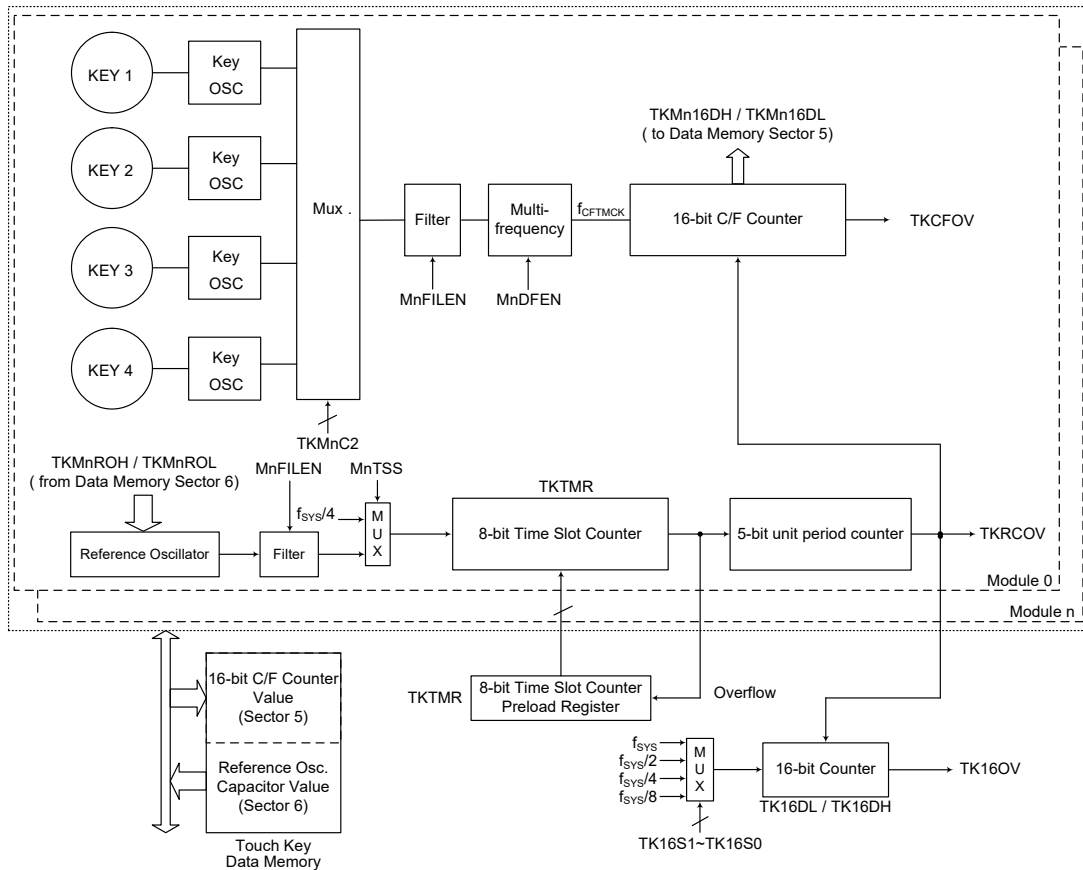 KEY 1
Key
OSC
KEY 2
Key
OSC
KEY 3
Key
OSC
KEY 4
Key
OSC
Mux .
TKMnC2
Filter
MnFILEN
Multi-
frequency
MnDFEN
fCFTMCK
TKMn16DH / TKMn16DL
( to Data Memory Sector 5)
16-bit C/F Counter
TKCFOV
TKMnROH / TKMnROL
( from Data Memory Sector 6)
Reference Oscillator
MnFILEN
Filter
fSYS/4
MnTSS
M
U
X
TKTMR
8-bit Time Slot Counter
5-bit unit period counter
TKRCOV
Module 0
Module n
16-bit C/F Counter
Value
(Sector 5)
Reference Osc.
Capacitor Value
(Sector 6)
Touch Key
Data Memory
TKTMR
8-bit Time Slot Counter
Preload Register
Overflow
fSYS
fSYS/2
fSYS/4
fSYS/8
M
U
X
TK16S1~TK16S0
16-bit Counter
TK16DL / TK16DH
TK16OV